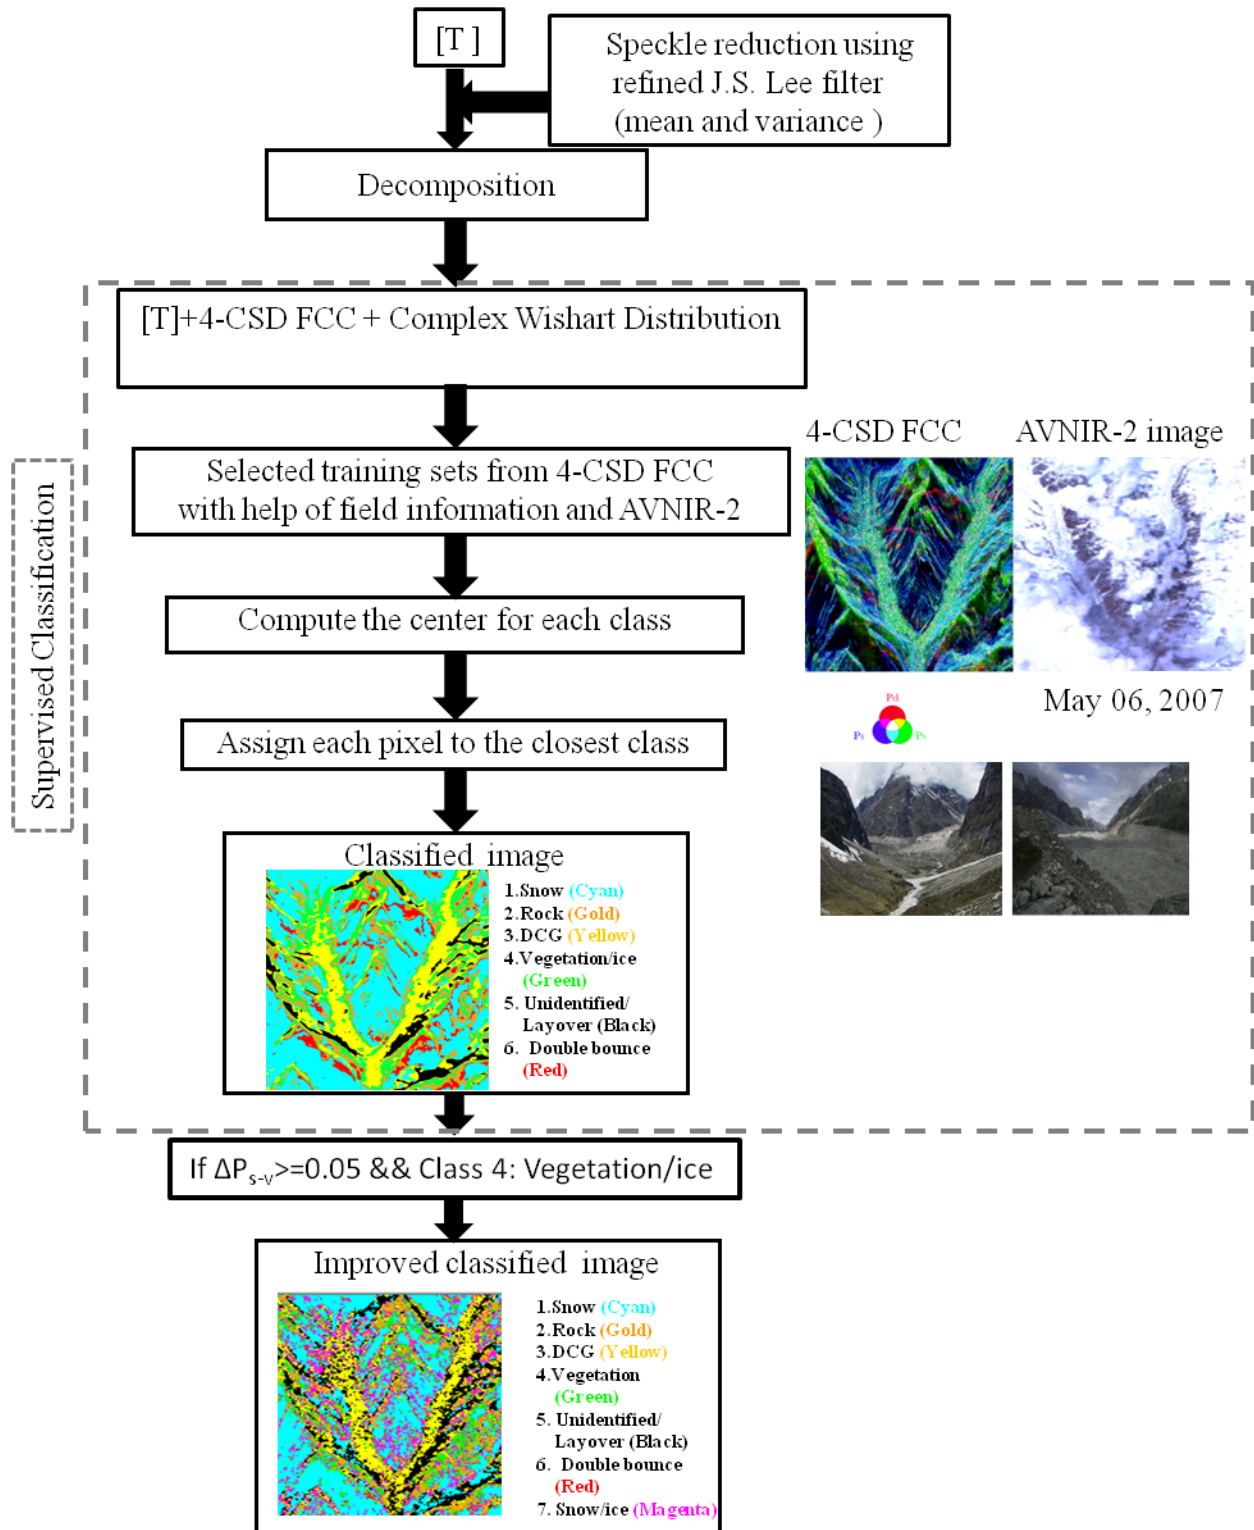 [T ]
Speckle reduction using
refined J.S. Lee filter
(mean and variance )
Decomposition
[T]+4-CSD FCC + Complex Wishart Distribution
Supervised Classification
Selected training sets from 4-CSD FCC
with help of field information and AVNIR-2
4-CSD FCC
AVNIR-2 image
Pd
Ps
Pv
May 06, 2007
Compute the center for each class
Assign each pixel to the closest class
Classified image
1.Snow (Cyan)
2.Rock (Gold)
3.DCG (Yellow)
4.Vegetation/ice
(Green)
5. Unidentified/
Layover (Black)
6. Double bounce
(Red)
If ΔPs-v>=0.05 && Class 4: Vegetation/ice
Improved classified image
1.Snow (Cyan)
2.Rock (Gold)
3.DCG (Yellow)
4.Vegetation
(Green)
5. Unidentified/
Layover (Black)
6. Double bounce
(Red)
7. Snow/ice (Magenta)